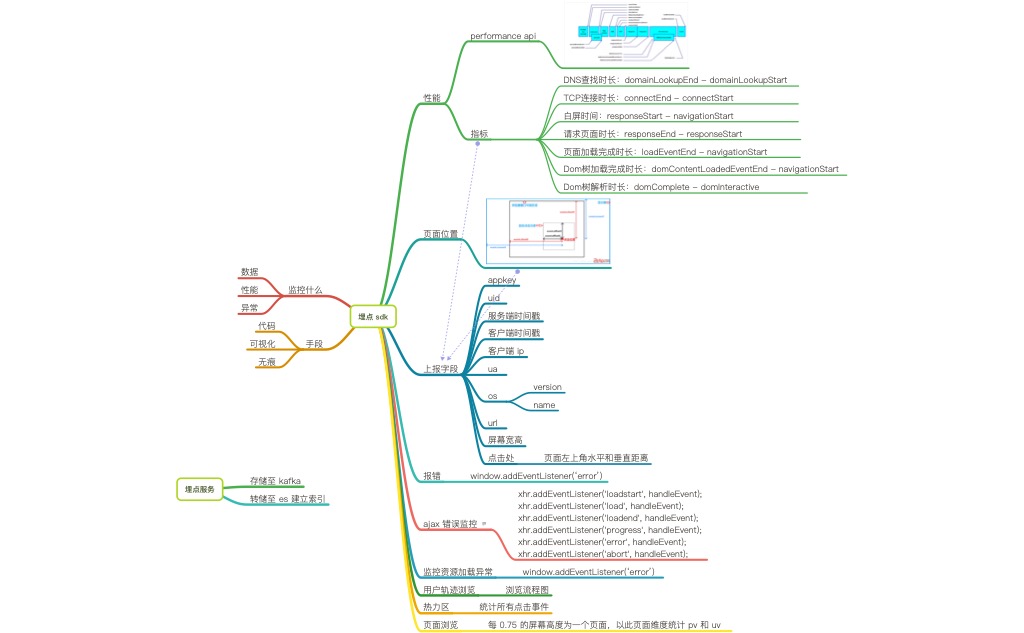 performance api
性能
指标
DNS查找时长：domainLookupEnd - domainLookupStart
TCP连接时长：connectEnd - connectStart
白屏时间：responseStart - navigationStart
请求页面时长：responseEnd - responseStart
页面加载完成时长：loadEventEnd - navigationStart
Dom树加载完成时长：domContentLoadedEventEnd - navigationStart
Dom树解析时长：domComplete - domInteractive
页面位置
埋点 sdk
监控什么
数据
性能
异常
手段
代码
可视化
无痕
上报字段
appkey
uid
服务端时间戳
客户端时间戳
客户端 ip
ua
os
version
name
url
屏幕宽高
点击处
页面左上角水平和垂直距离
报错
window.addEventListener('error')
ajax 错误监控
xhr.addEventListener('loadstart', handleEvent);
xhr.addEventListener('load', handleEvent);
xhr.addEventListener('loadend', handleEvent);
xhr.addEventListener('progress', handleEvent);
xhr.addEventListener('error', handleEvent);
xhr.addEventListener('abort', handleEvent);
监控资源加载异常
window.addEventListener('error')
用户轨迹浏览
浏览流程图
热力区
统计所有点击事件
页面浏览
每 0.75 的屏幕高度为一个页面，以此页面维度统计 pv 和 uv
埋点服务
存储至 kafka
转储至 es 建立索引